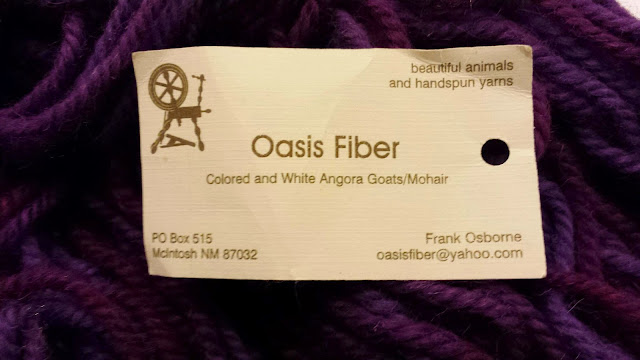 beautiful animals
and handspun yarns
Oasis Fiber
Colored and White Angora Goats/Mohair
PO Box 515
McIntosh NM 87032
Frank Osborne
oasisfiber@yahoo.com